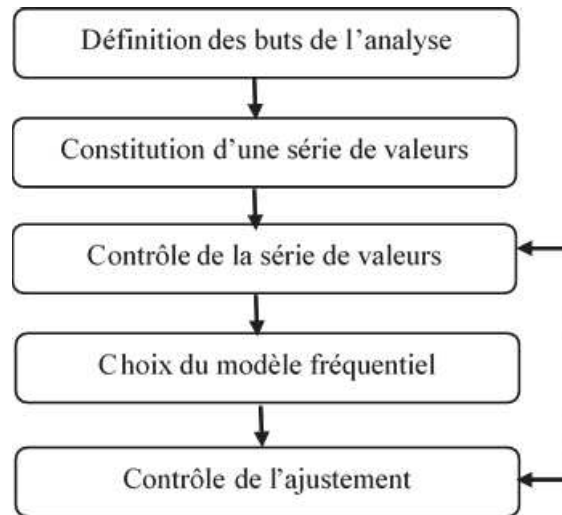 Définition des buts de l'analyse
Constitution d'une série de valeurs
Contrôle de la série de valeurs
Choix du modèle fréquentiel
Contrôle de l'ajustement